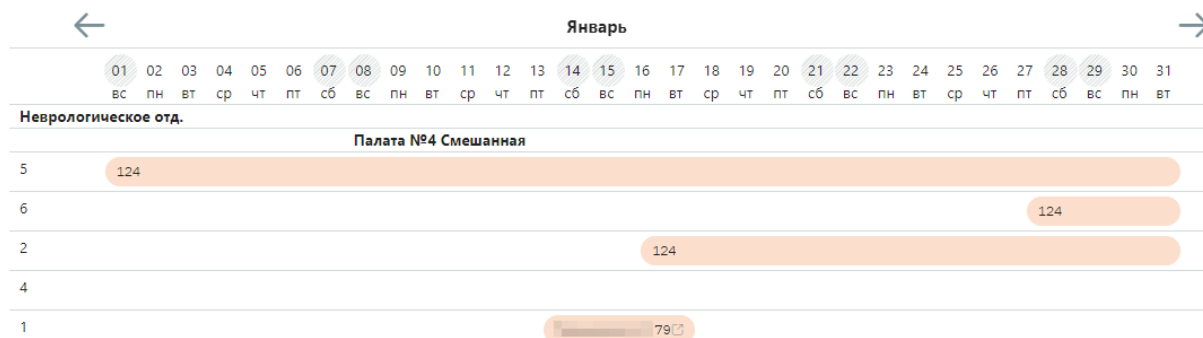 Январь
01 02 03 04 05 06 07 08 09 10 11 12 13 14 15 16 17 18 19 20 21 22 23 24 25 26 27 28 29 30 31
вс пн вт ср чт пт сб вс пн вт ср чт пт сб вс пн вт ср чт пт сб вс пн вт ср чт пт сб вс пн вт
Неврологическое отд.
Палата №4 Смешанная
5 124
6 124
2 124
4
1 79